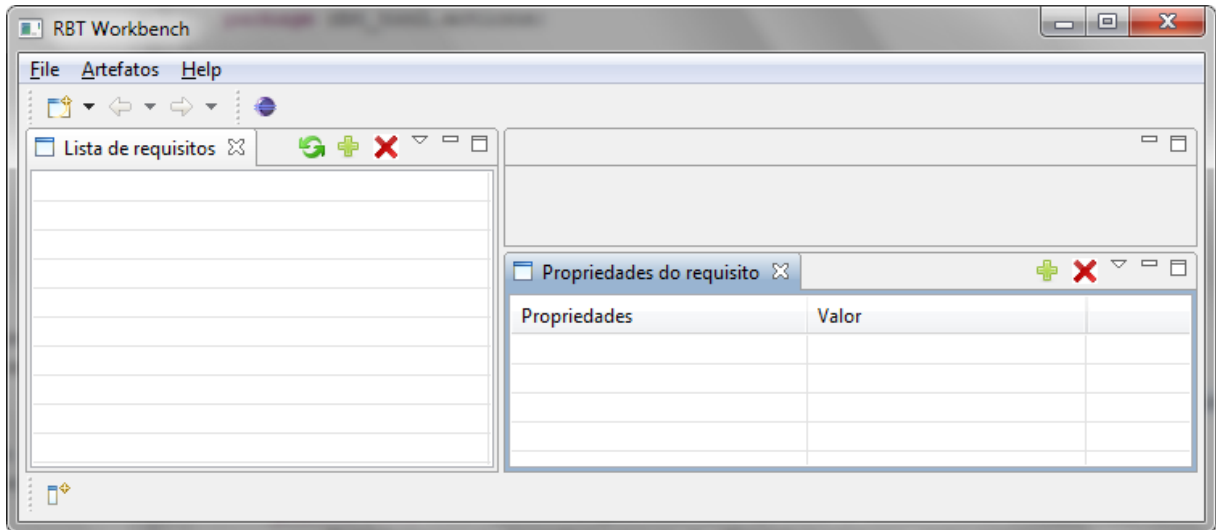 RBT Workbench
File Artefatos Help
Lista de requisitos
Propriedades do requisito
Propriedades Valor